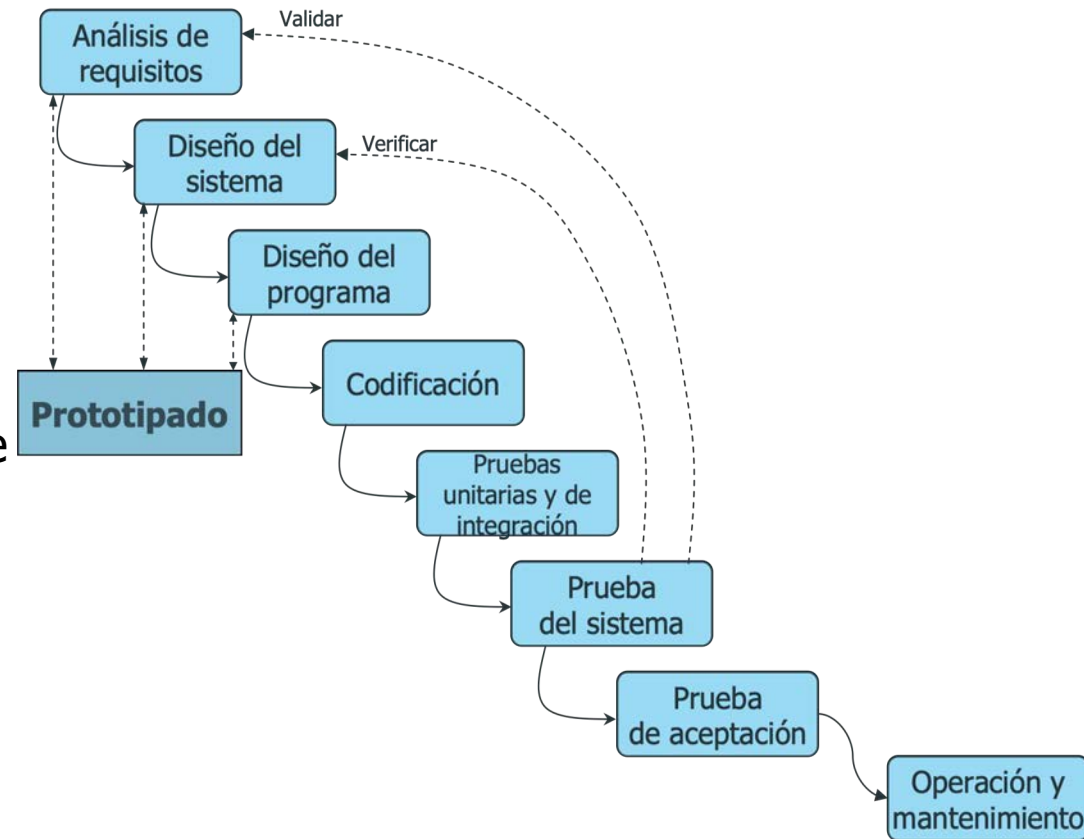 Análisis de
requisitos
Validar
Diseño del
sistema
Verificar
Diseño del
programa
Codificación
Prototipado
e
Pruebas
unitarias y de
integración
Prueba
del sistema
Prueba
de aceptación
Operación y
mantenimiento